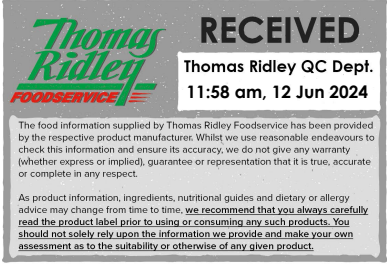 Thomas
Ridley
FOODSERVICE
RECEIVED
Thomas Ridley QC Dept.
11:58 am, 12 Jun 2024
The food information supplied by Thomas Ridley Foodservice has been provided
by the respective product manufacturer. Whilst we use reasonable endeavours to
check this information and ensure its accuracy, we do not give any warranty
(whether express or implied), guarantee or representation that it is true, accurate
or complete in any respect.
As product information, ingredients, nutritional guides and dietary or allergy
advice may change from time to time, we recommend that you always carefully
read the product label prior to using or consuming any such products. You
should not solely rely upon the information we provide and make your own
assessment as to the suitability or otherwise of any given product.